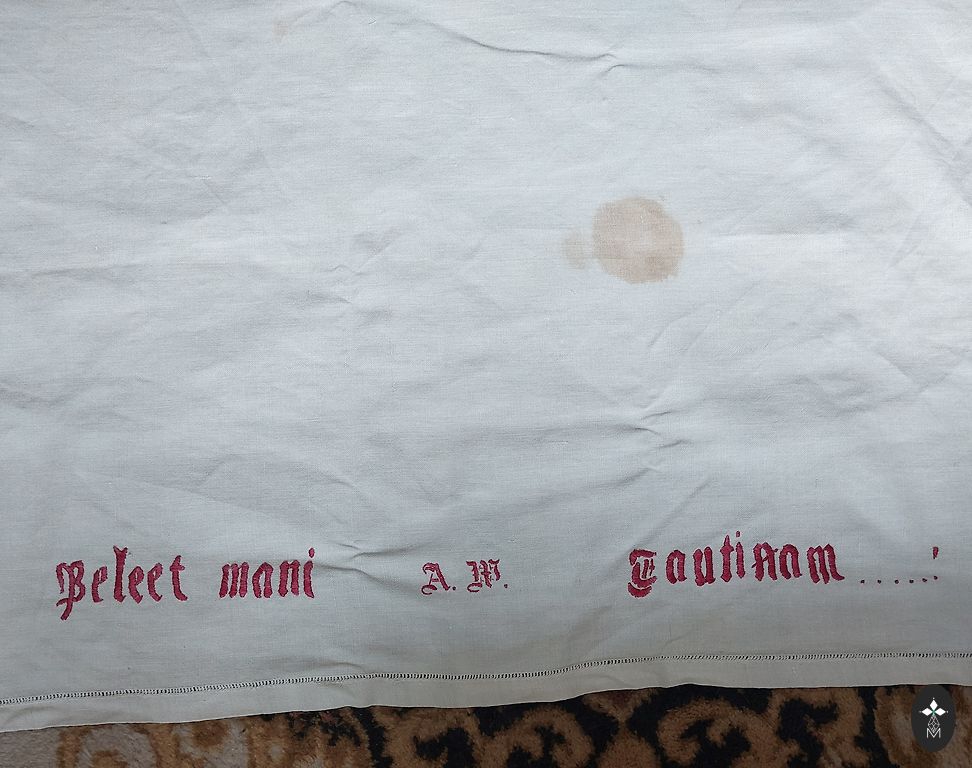 Peleet mani A. W. Tautinam .....!
M